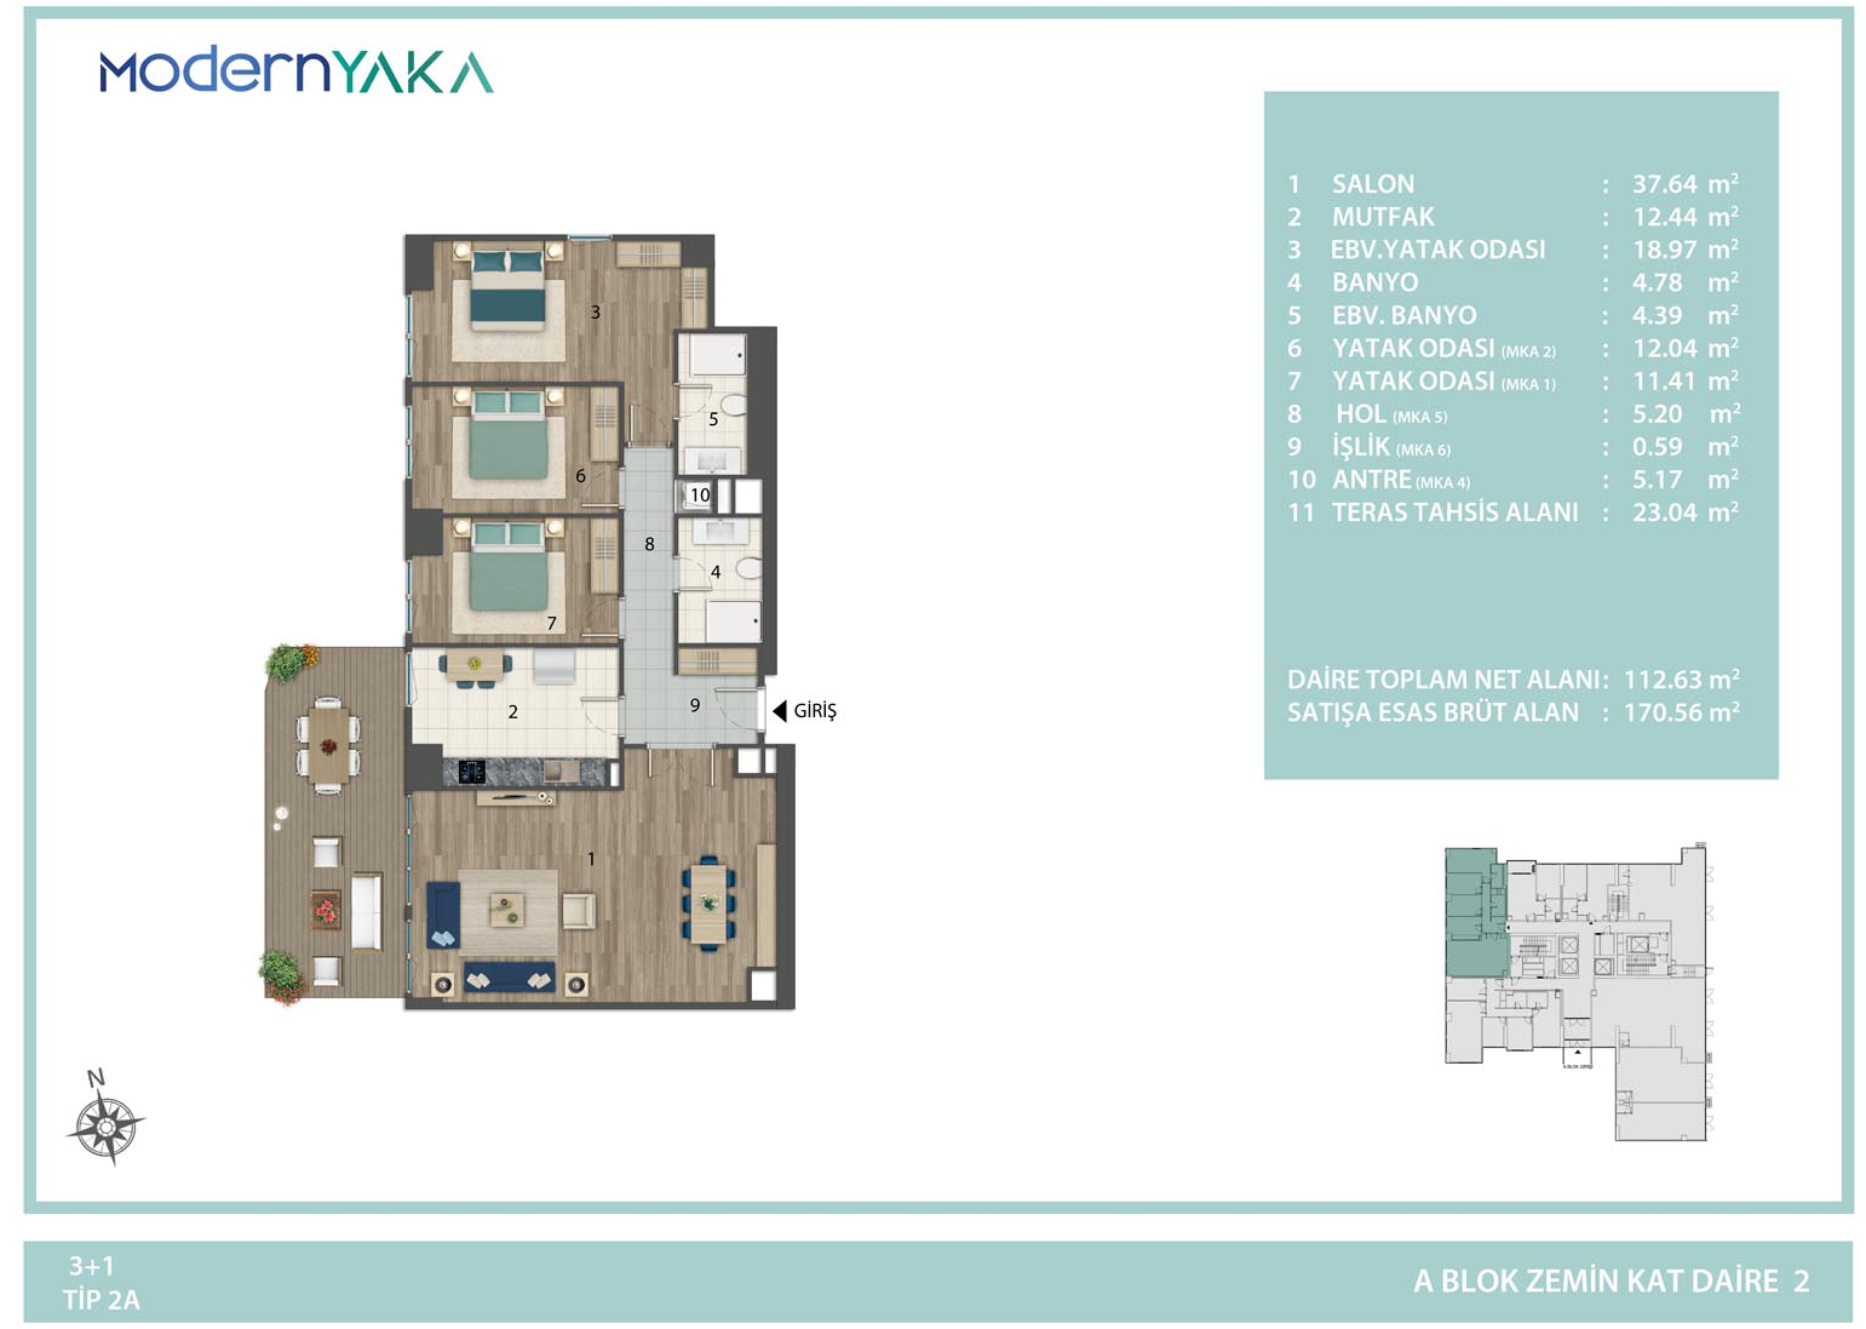 ModernYAKA
1 SALON : 37.64 m²
2 MUTFAK : 12.44 m²
3 EBV.YATAK ODASI : 18.97 m²
4 BANYO : 4.78 m²
5 EBV. BANYO : 4.39 m²
6 YATAK ODASI (MKA 2) : 12.04 m²
7 YATAK ODASI (MKA 1) : 11.41 m²
8 HOL (MKA 5) : 5.20 m²
9 İŞLİK (MKA 6) : 0.59 m²
10 ANTRE (MKA 4) : 5.17 m²
11 TERAS TAHSİS ALANI : 23.04 m²
DAİRE TOPLAM NET ALANI : 112.63 m²
SATIŞA ESAS BRÜT ALAN : 170.56 m²
3
5
6
10
8
4
7
2
9
GİRİŞ
1
N
3+1
TİP 2A
A BLOK ZEMİN KAT DAİRE 2